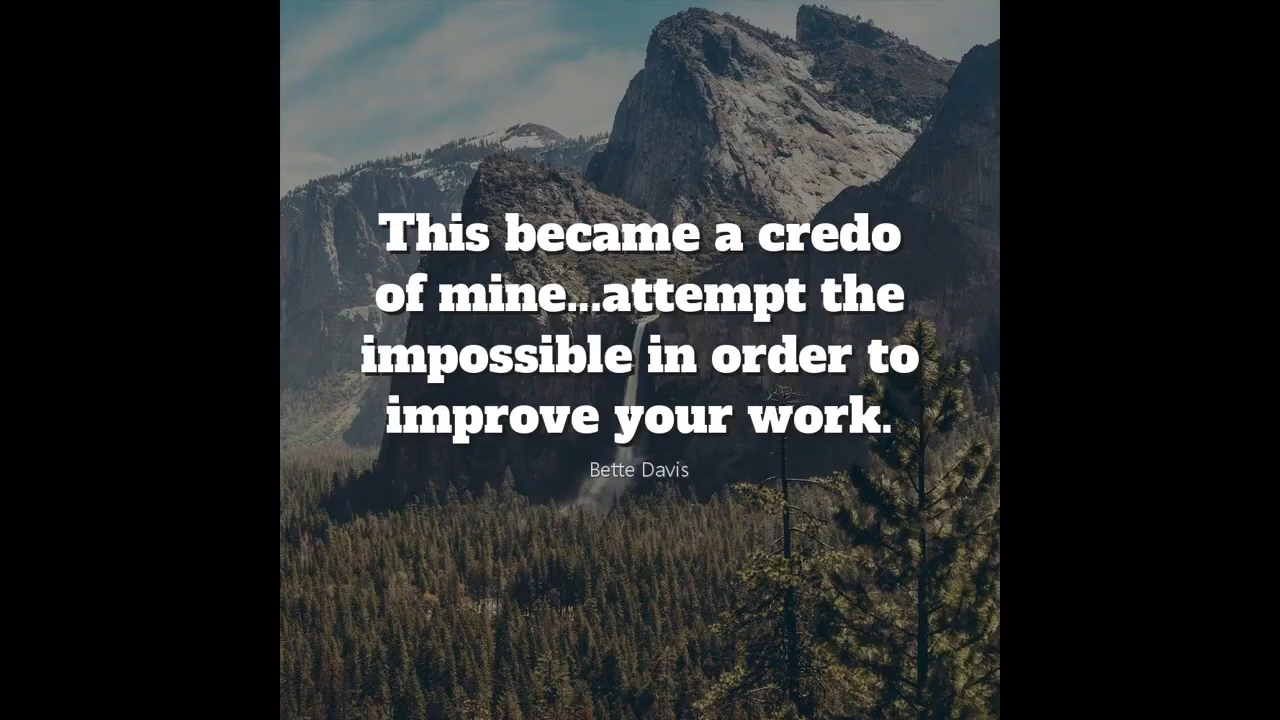 This became a credo
of mine...attempt the
impossible in order to
improve your work.
Bette Davis